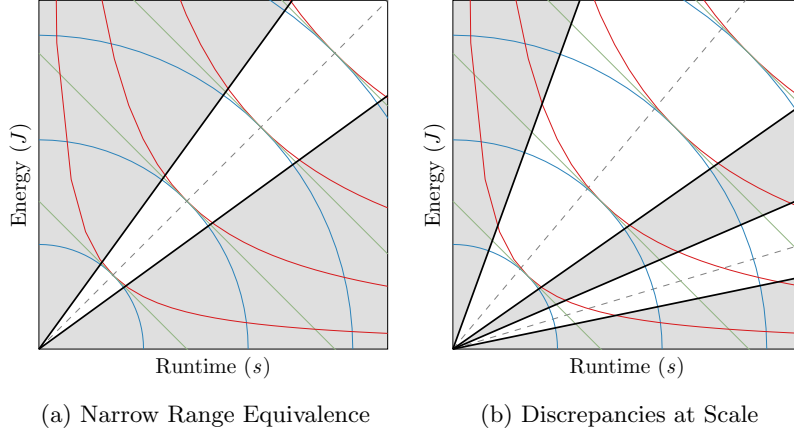 Energy (J)
Runtime (s)
(a) Narrow Range Equivalence
Energy (J)
Runtime (s)
(b) Discrepancies at Scale